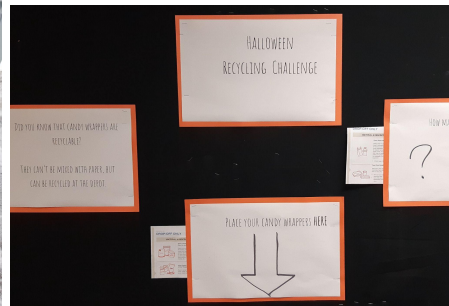 HALLOWEEN
RECYCLING CHALLENGE
DID YOU KNOW THAT CANDY WRAPPERS ARE
RECYCLABLE?
THEY CAN'T BE MIXED WITH PAPER, BUT
CAN BE RECYCLED AT THE DEPOT
HOW
?
PLACE YOUR CANDY WRAPPERS HERE